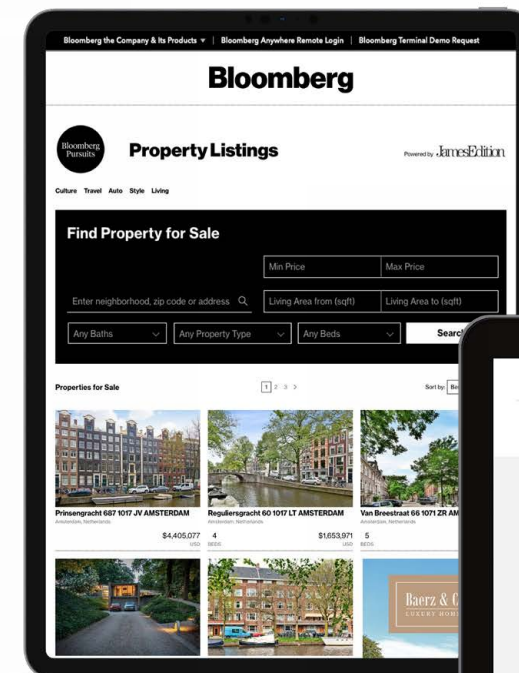 Bloomberg the Company & Its Products ▾ | Bloomberg Anywhere Remote Login | Bloomberg Terminal Demo Request
Bloomberg
Bloomberg
Pursuits
Property Listings
Powered by JamesEdition
Culture Travel Auto Style Living
Find Property for Sale
Min Price Max Price
Enter neighborhood, zip code or address Living Area from (sqft) Living Area to (sqft)
Any Baths Any Property Type Any Beds
Properties for Sale 1 2 3 > Sort by:
Prinsengracht 687 1017 JV AMSTERDAM Reguliersgracht 60 1017 LT AMSTERDAM Van Breestraat 66 1071 ZR AM
Amsterdam, Netherlands Amsterdam, Netherlands Amsterdam, Netherlands
$4,405,077 4 $1,653,971 5
USD BEDS USD BEDS
Baerz & C
LUXURY HOM